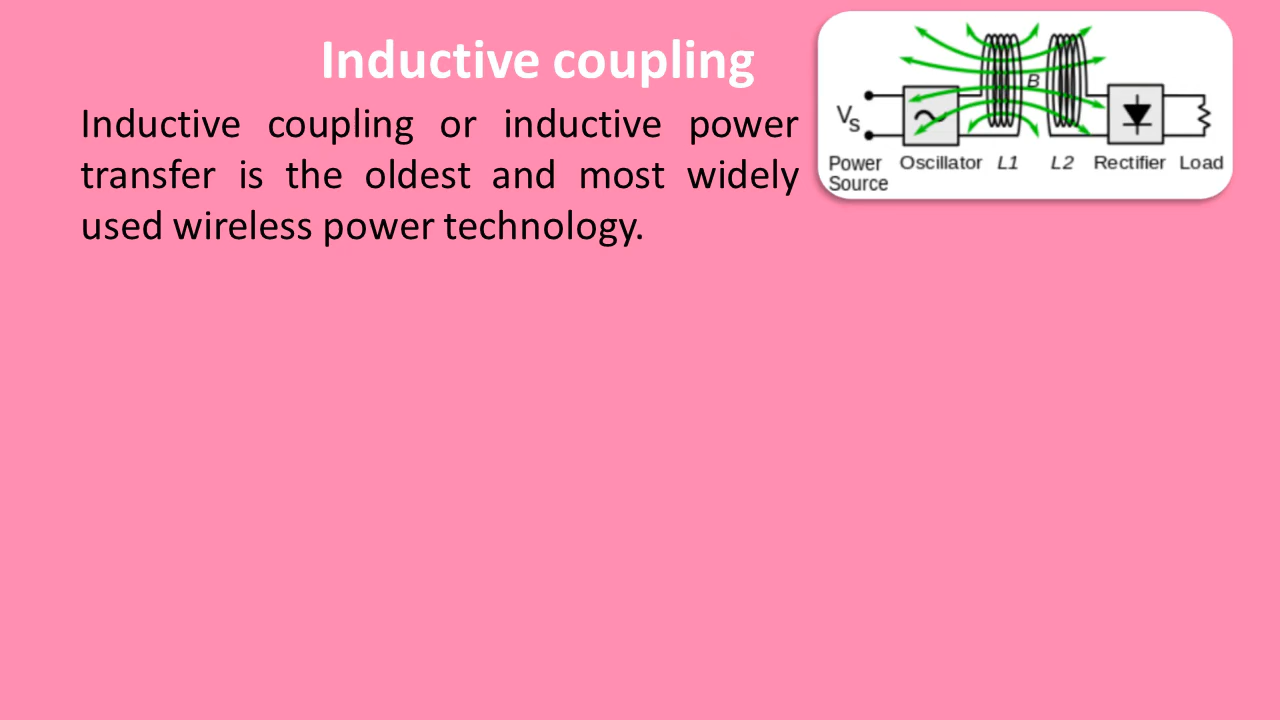 Inductive coupling
Inductive coupling or inductive power
transfer is the oldest and most widely
used wireless power technology.
B
VS
Power
Source
Oscillator
L1
L2
Rectifier
Load